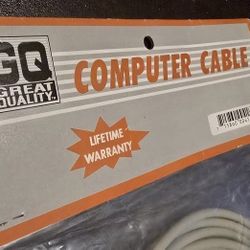 GQ
GREAT
QUALITY
COMPUTER CABLE
LIFETIME
WARRANTY